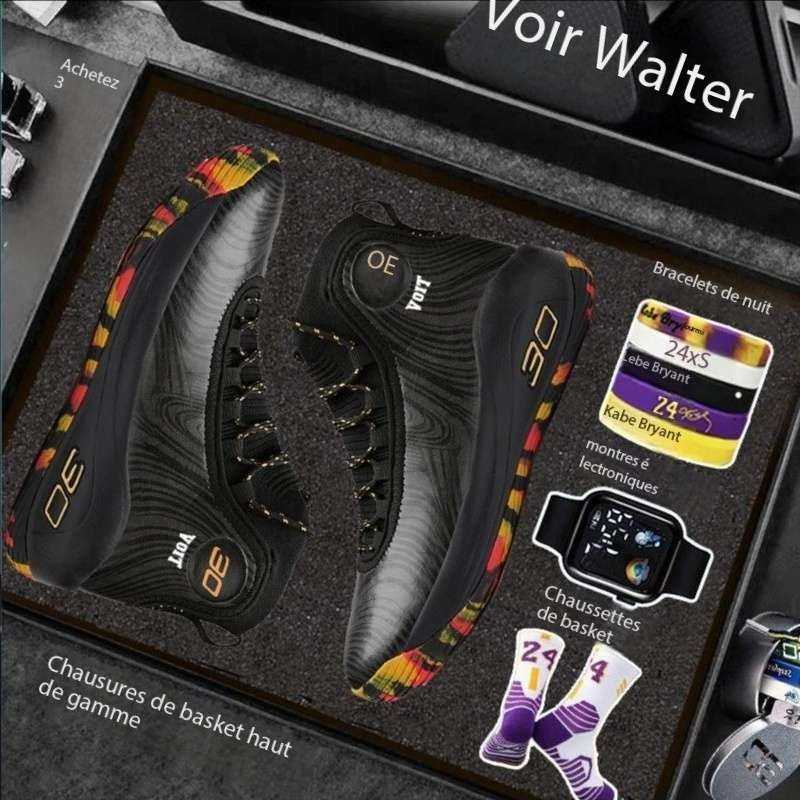 Voir Walter
Achetez
3
OE
VOIT
30
Bracelets de nuit
24xS
Lebe Bryant
24
Kabe Bryant
montres é
lectroniques
30
VOIT
30
Chaussettes
de basket
24
4
Chausures de basket haut
de gamme